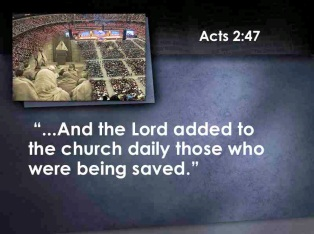 Acts 2:47
“...And the Lord added to
the church daily those who
were being saved.”